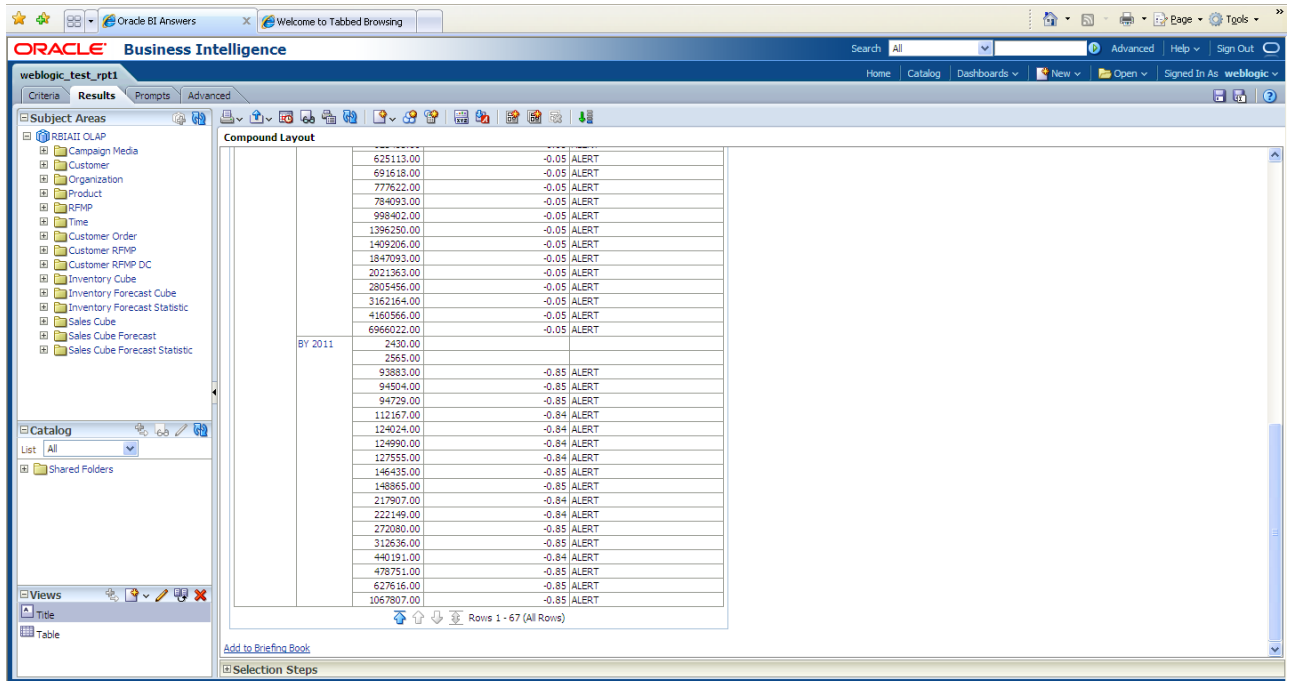 Oracle BI Answers X Welcome to Tabbed Browsing Page Tools »
ORACLE Business Intelligence Search All Advanced Help Sign Out
weblogic_test_rpt1 Home Catalog Dashboards New Open Signed In As weblogic
Criteria Results Prompts Advanced
Subject Areas
Compound Layout
RBIAII OLAP
Campaign Media
Customer
Organization
Product
RFMP
Time
Customer Order
Customer RFMP
Customer RFMP DC
Inventory Cube
Inventory Forecast Cube
Inventory Forecast Statistic
Sales Cube
Sales Cube Forecast
Sales Cube Forecast Statistic
Catalog
List All
Shared Folders
Views
Title
Table
625113.00 -0.05 ALERT
691618.00 -0.05 ALERT
777622.00 -0.05 ALERT
784093.00 -0.05 ALERT
998402.00 -0.05 ALERT
1396250.00 -0.05 ALERT
1409206.00 -0.05 ALERT
1847093.00 -0.05 ALERT
2021363.00 -0.05 ALERT
2805456.00 -0.05 ALERT
3162164.00 -0.05 ALERT
4160566.00 -0.05 ALERT
6966022.00 -0.05 ALERT
BY 2011 2430.00
2565.00
93883.00 -0.85 ALERT
94504.00 -0.85 ALERT
94729.00 -0.85 ALERT
112167.00 -0.84 ALERT
124024.00 -0.84 ALERT
124990.00 -0.84 ALERT
127555.00 -0.84 ALERT
146435.00 -0.85 ALERT
148865.00 -0.85 ALERT
217907.00 -0.84 ALERT
222149.00 -0.84 ALERT
272080.00 -0.85 ALERT
312636.00 -0.85 ALERT
440191.00 -0.84 ALERT
478751.00 -0.85 ALERT
627616.00 -0.85 ALERT
1067807.00 -0.85 ALERT
Rows 1 - 67 (All Rows)
Add to Briefing Book
Selection Steps